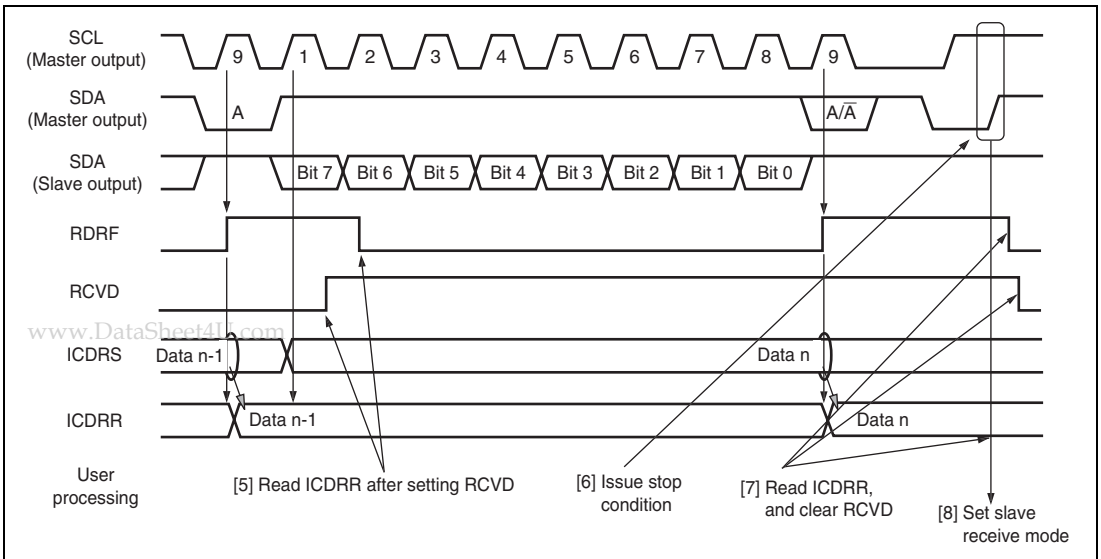 SCL
(Master output)
9 1 2 3 4 5 6 7 8 9
SDA
(Master output)
A A/A̅
SDA
(Slave output)
Bit 7 Bit 6 Bit 5 Bit 4 Bit 3 Bit 2 Bit 1 Bit 0
RDRF
RCVD
www.DataSheet4U.com
ICDRS
Data n-1 Data n
ICDRR
Data n-1 Data n
User
processing
[5] Read ICDRR after setting RCVD
[6] Issue stop
condition
[7] Read ICDRR,
and clear RCVD
[8] Set slave
receive mode